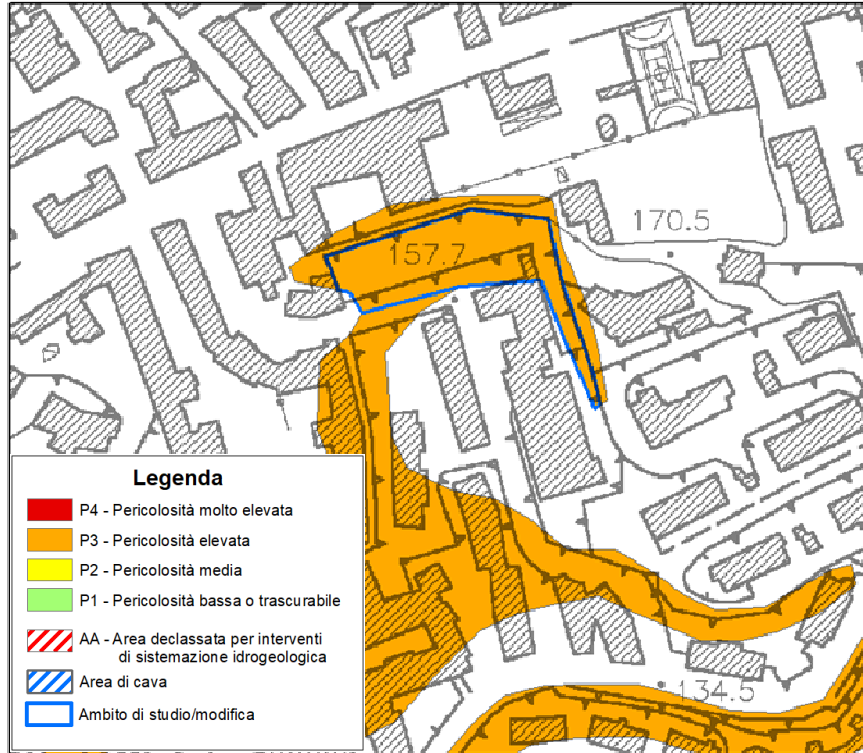 170.5
157.7
134.5
Legenda
P4 - Pericolosità molto elevata
P3 - Pericolosità elevata
P2 - Pericolosità media
P1 - Pericolosità bassa o trascurabile
AA - Area declassata per interventi
di sistemazione idrogeologica
Area di cava
Ambito di studio/modifica